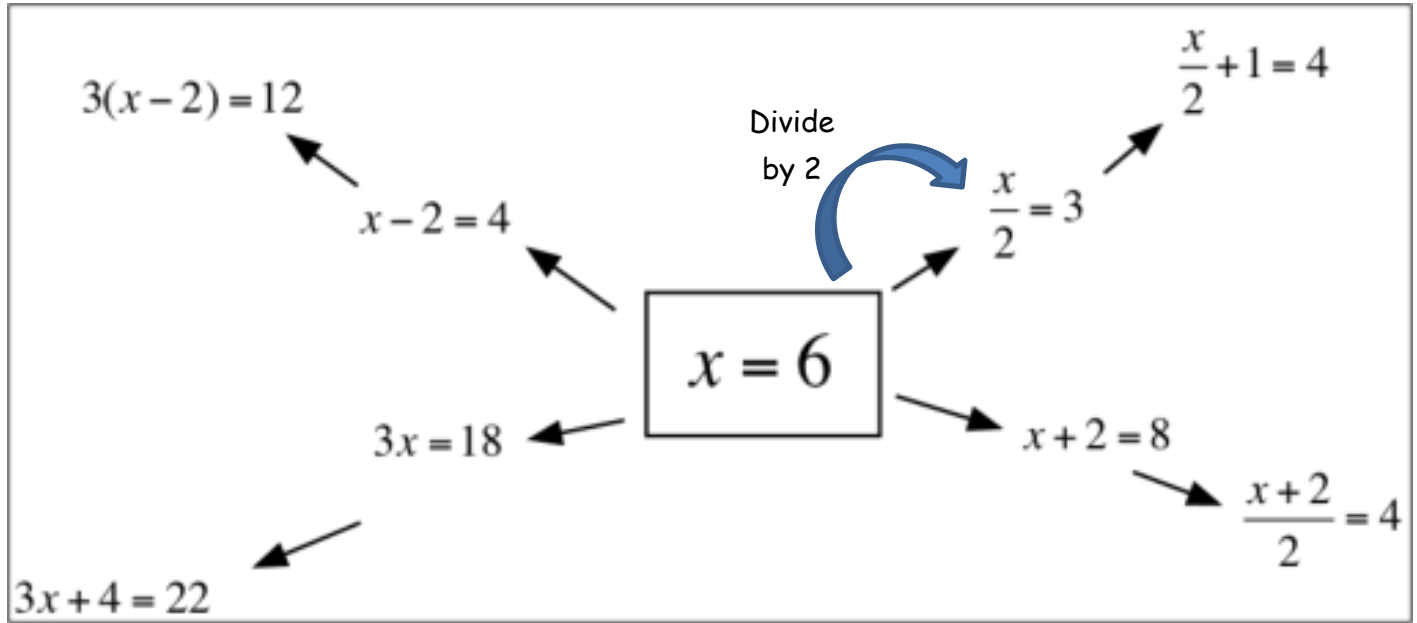 x/2 + 1 = 4
3(x − 2) = 12
Divide
by 2
x/2 = 3
x − 2 = 4
x = 6
3x = 18
x + 2 = 8
(x + 2)/2 = 4
3x + 4 = 22